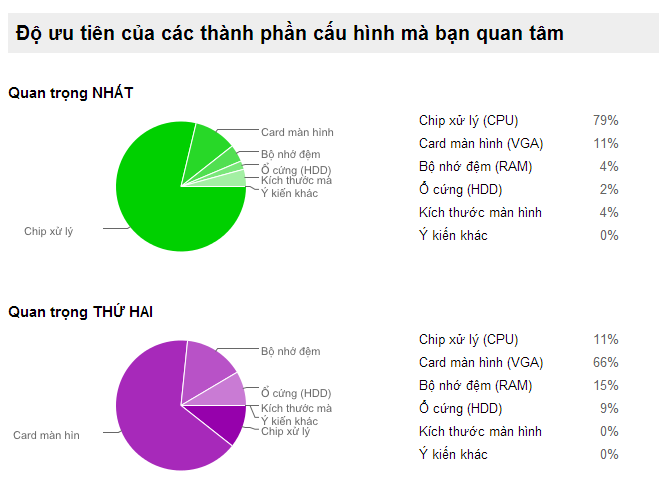 Độ ưu tiên của các thành phần cấu hình mà bạn quan tâm
Quan trọng NHẤT
Card màn hình
Bộ nhớ đệm
Ổ cứng (HDD)
Kích thước mà
Ý kiến khác
Chip xử lý
Chip xử lý (CPU) 79%
Card màn hình (VGA) 11%
Bộ nhớ đệm (RAM) 4%
Ổ cứng (HDD) 2%
Kích thước màn hình 4%
Ý kiến khác 0%
Quan trọng THỨ HAI
Bộ nhớ đệm
Ổ cứng (HDD)
Kích thước mà
Ý kiến khác
Chip xử lý
Card màn hìn
Chip xử lý (CPU) 11%
Card màn hình (VGA) 66%
Bộ nhớ đệm (RAM) 15%
Ổ cứng (HDD) 9%
Kích thước màn hình 0%
Ý kiến khác 0%